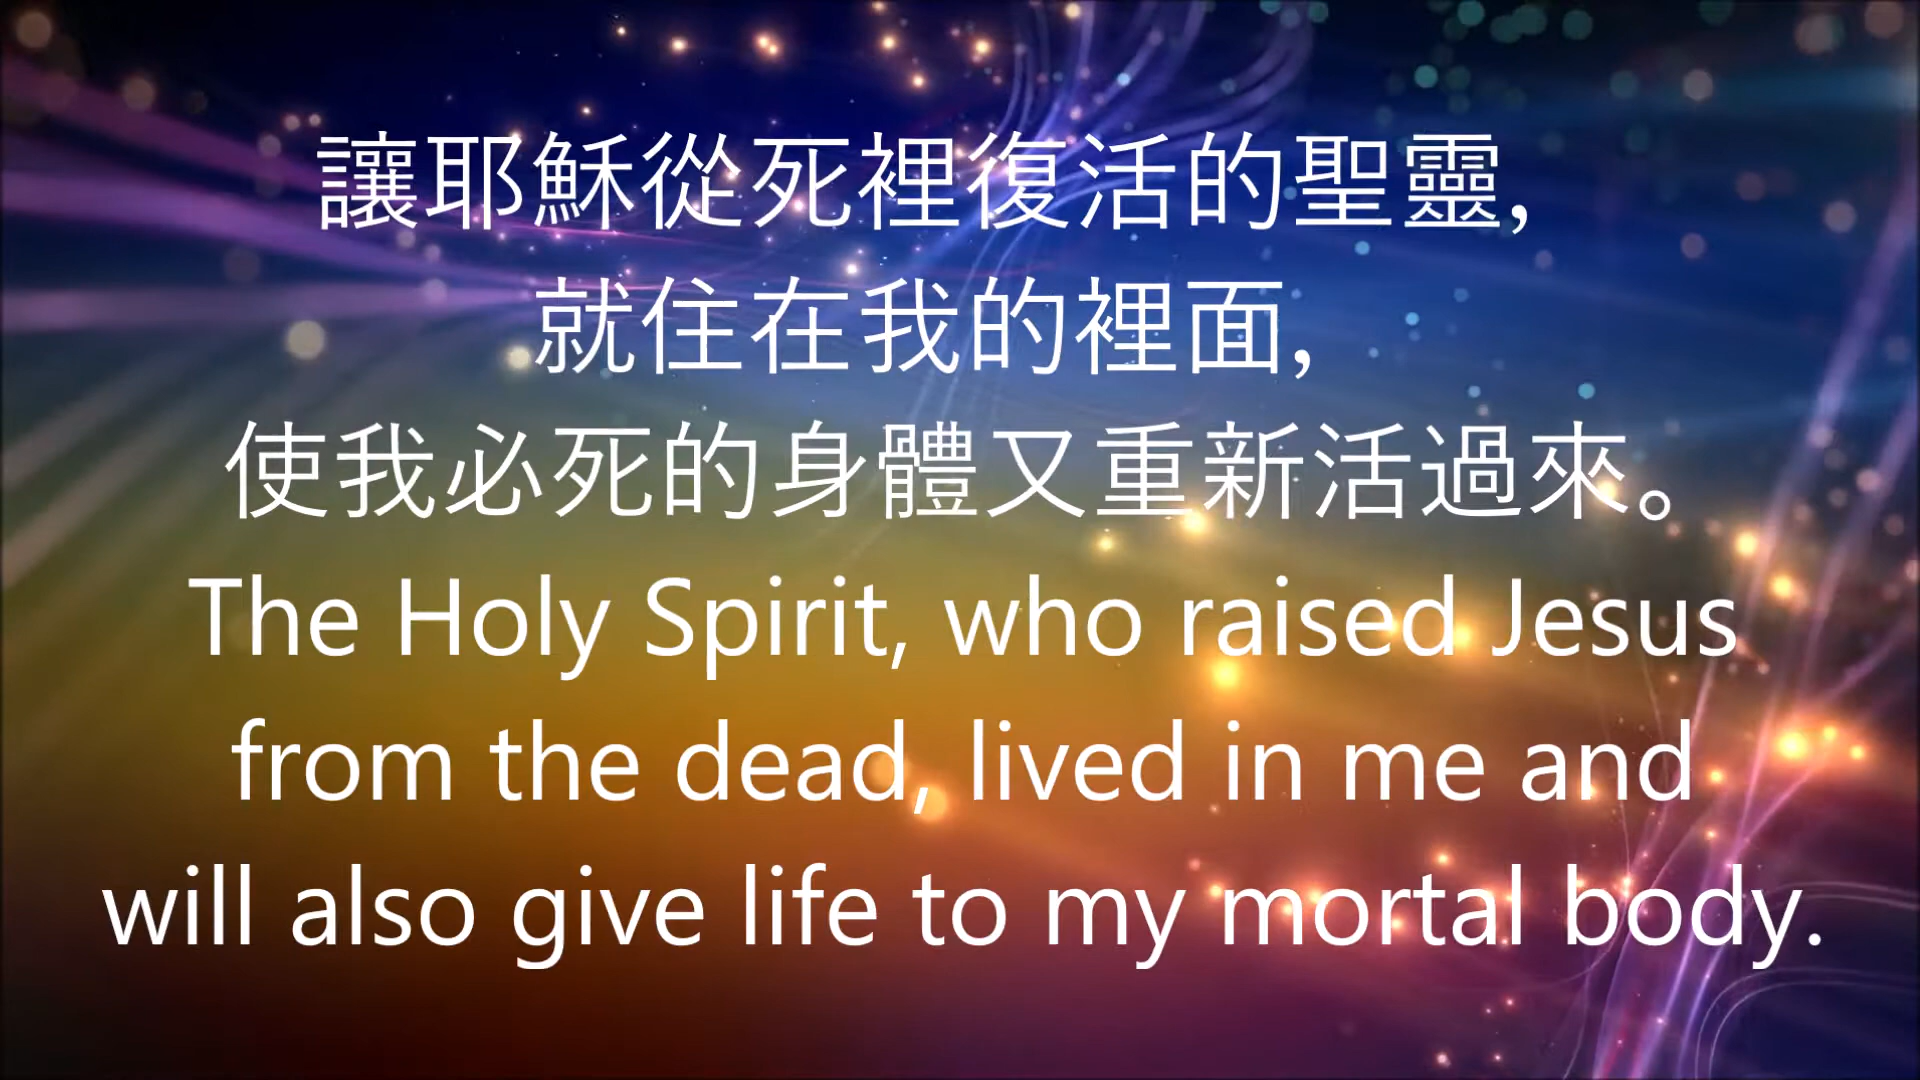 讓耶穌從死裡復活的聖靈,
就住在我的裡面,
使我必死的身體又重新活過來。
The Holy Spirit, who raised Jesus
from the dead, lived in me and
will also give life to my mortal body.